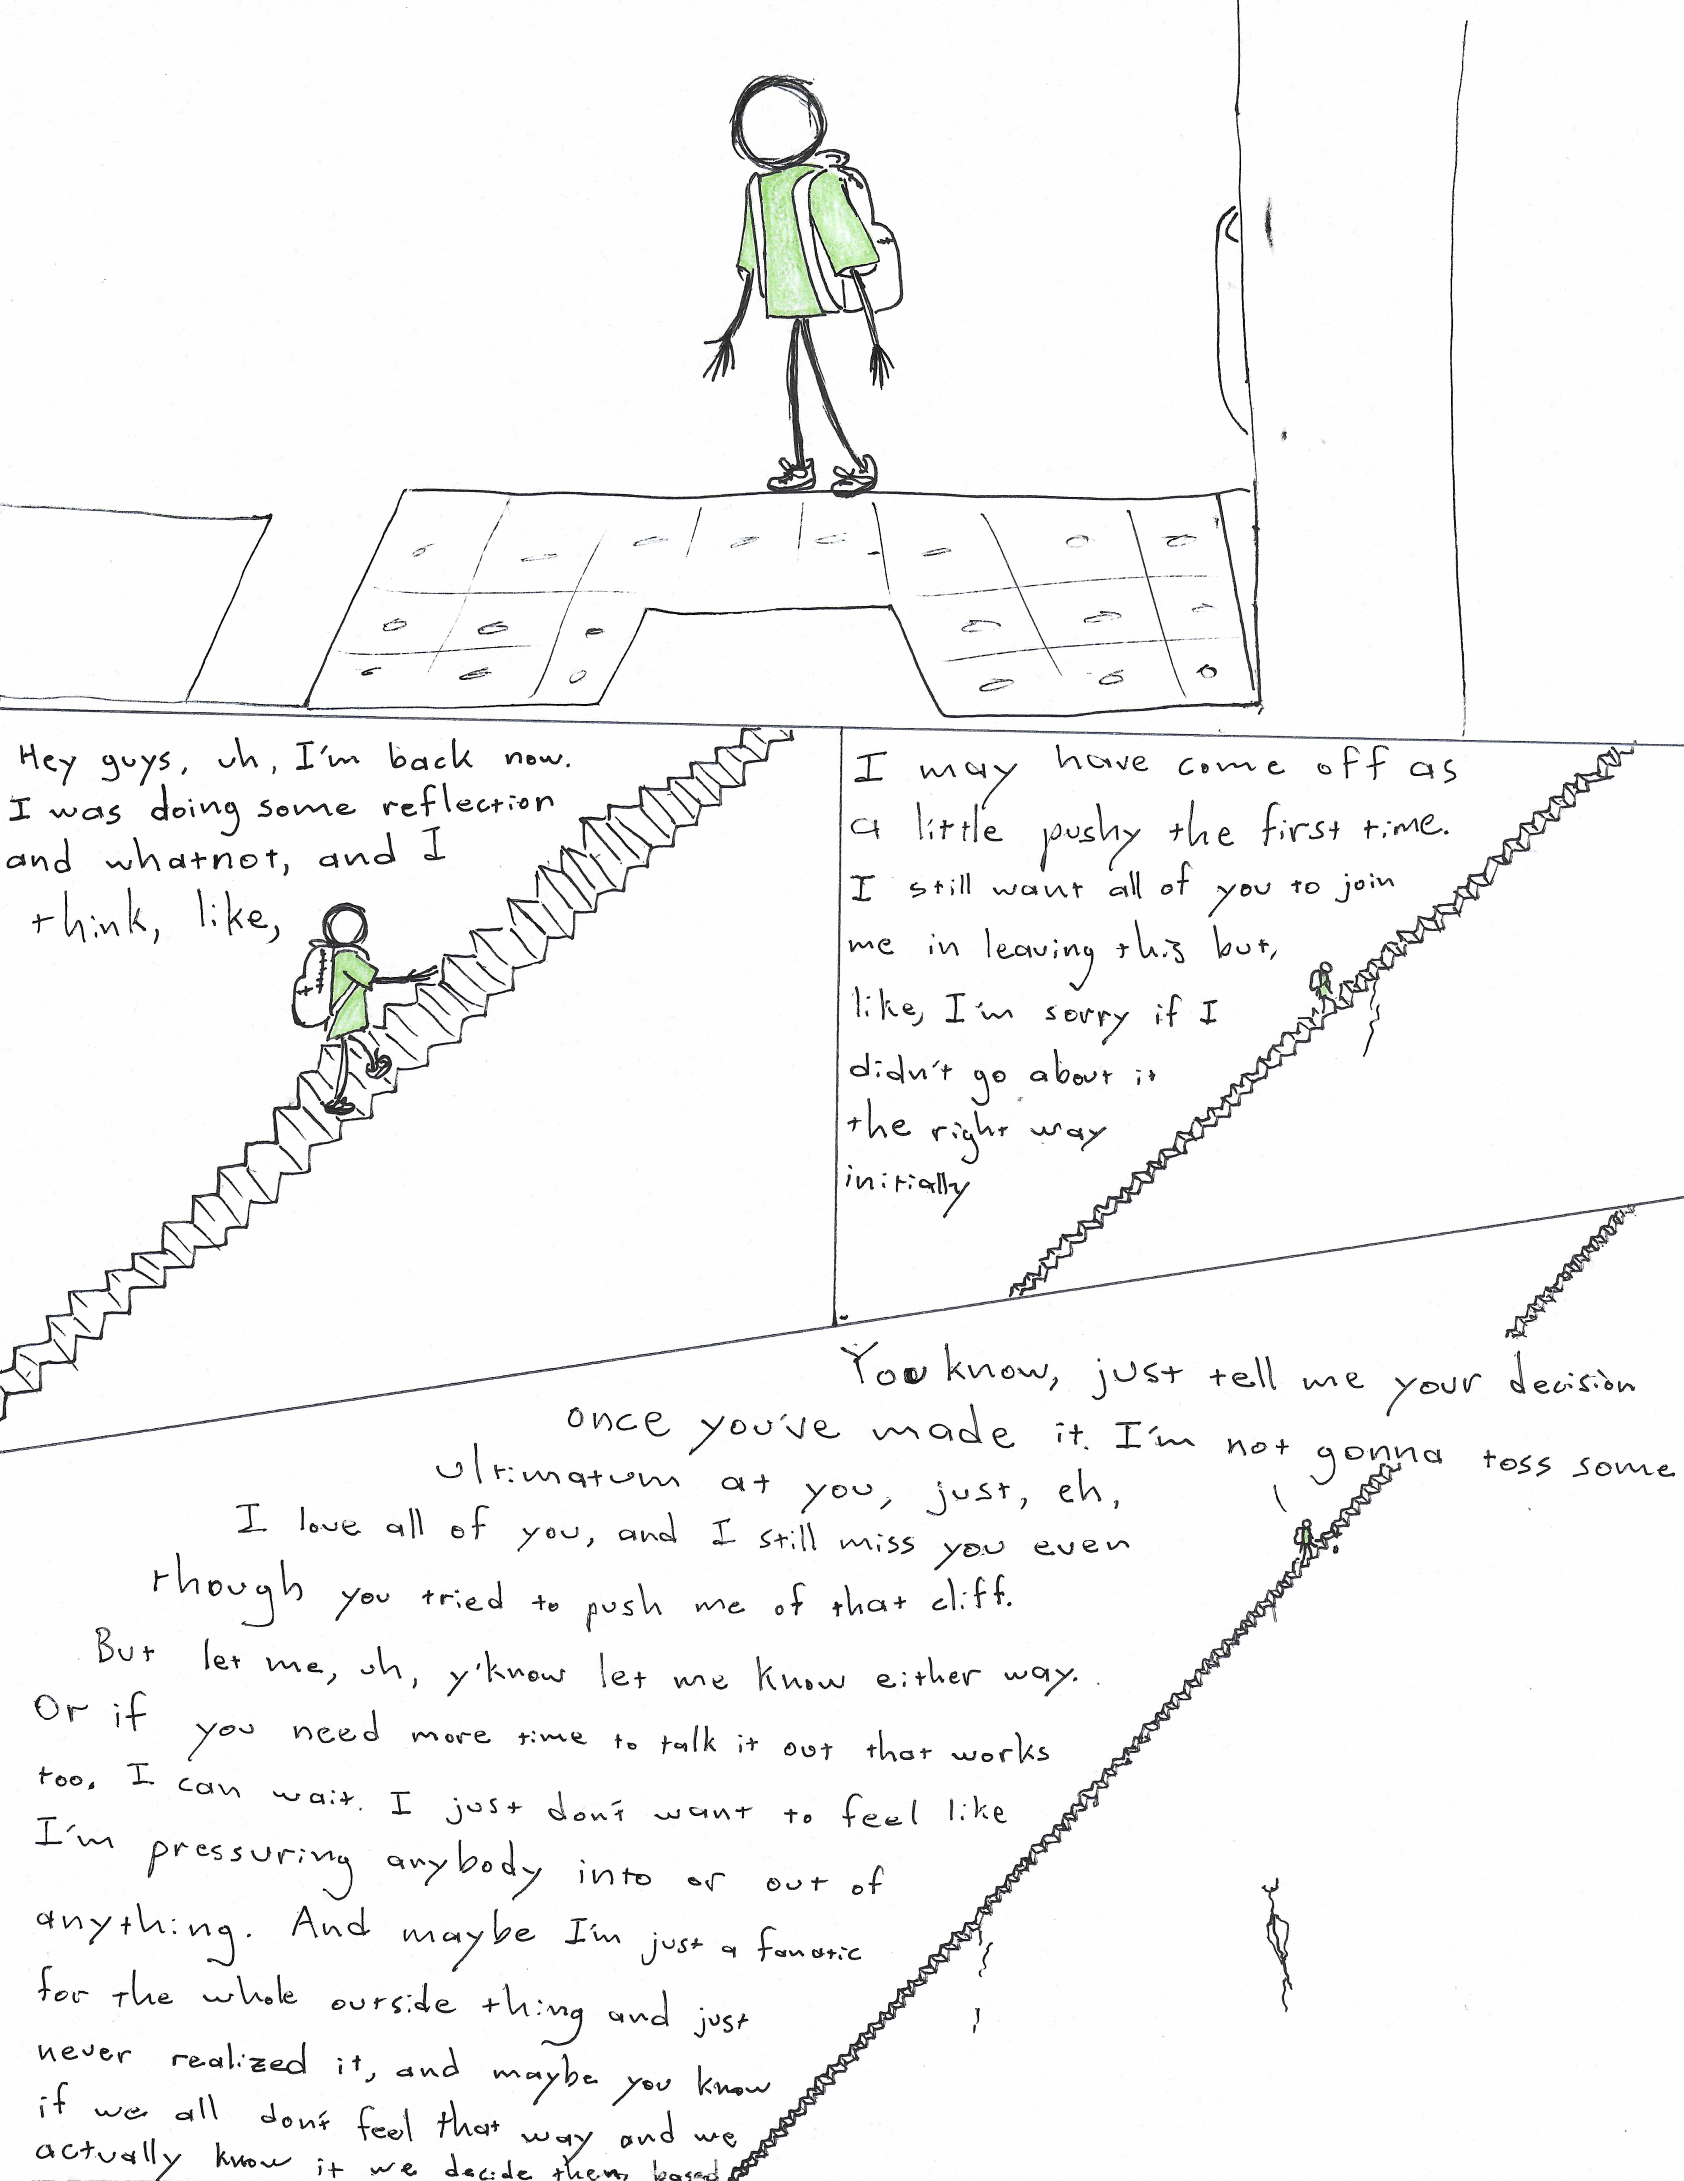 Hey guys, uh, I'm back now.
I was doing some reflection
and whatnot, and I
think, like,
I may have come off as
a little pushy the first time.
I still want all of you to join
me in leaving this but,
like, I'm sorry if I
didn't go about it
the right way
initially
You know, just tell me your decision
once you've made it. I'm not gonna toss some
ultimatum at you, just, eh,
I love all of you, and I still miss you even
though you tried to push me of that cliff.
But let me, uh, y'know let me know either way.
Or if you need more time to talk it out that works
too. I can wait. I just don't want to feel like
I'm pressuring anybody into or out of
anything. And maybe I'm just a fanatic
for the whole outside thing and just
never realized it, and maybe you know
if we all don't feel that way and we
actually know it we decide then, based